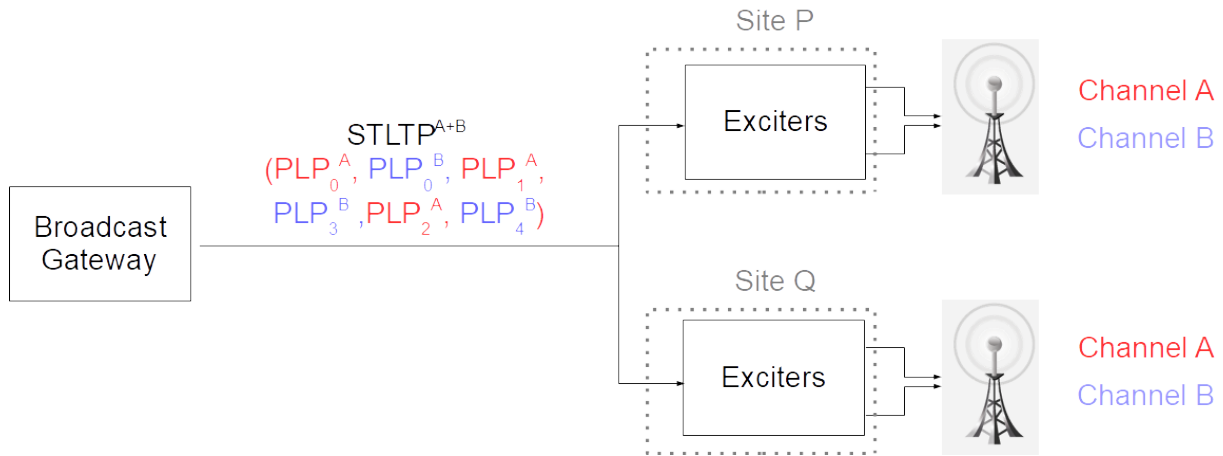 Site P
Exciters
Channel A
Channel B
STLTP^A+B
(PLP_0^A, PLP_0^B, PLP_1^A,
PLP_3^B ,PLP_2^A, PLP_4^B)
Broadcast
Gateway
Site Q
Exciters
Channel A
Channel B